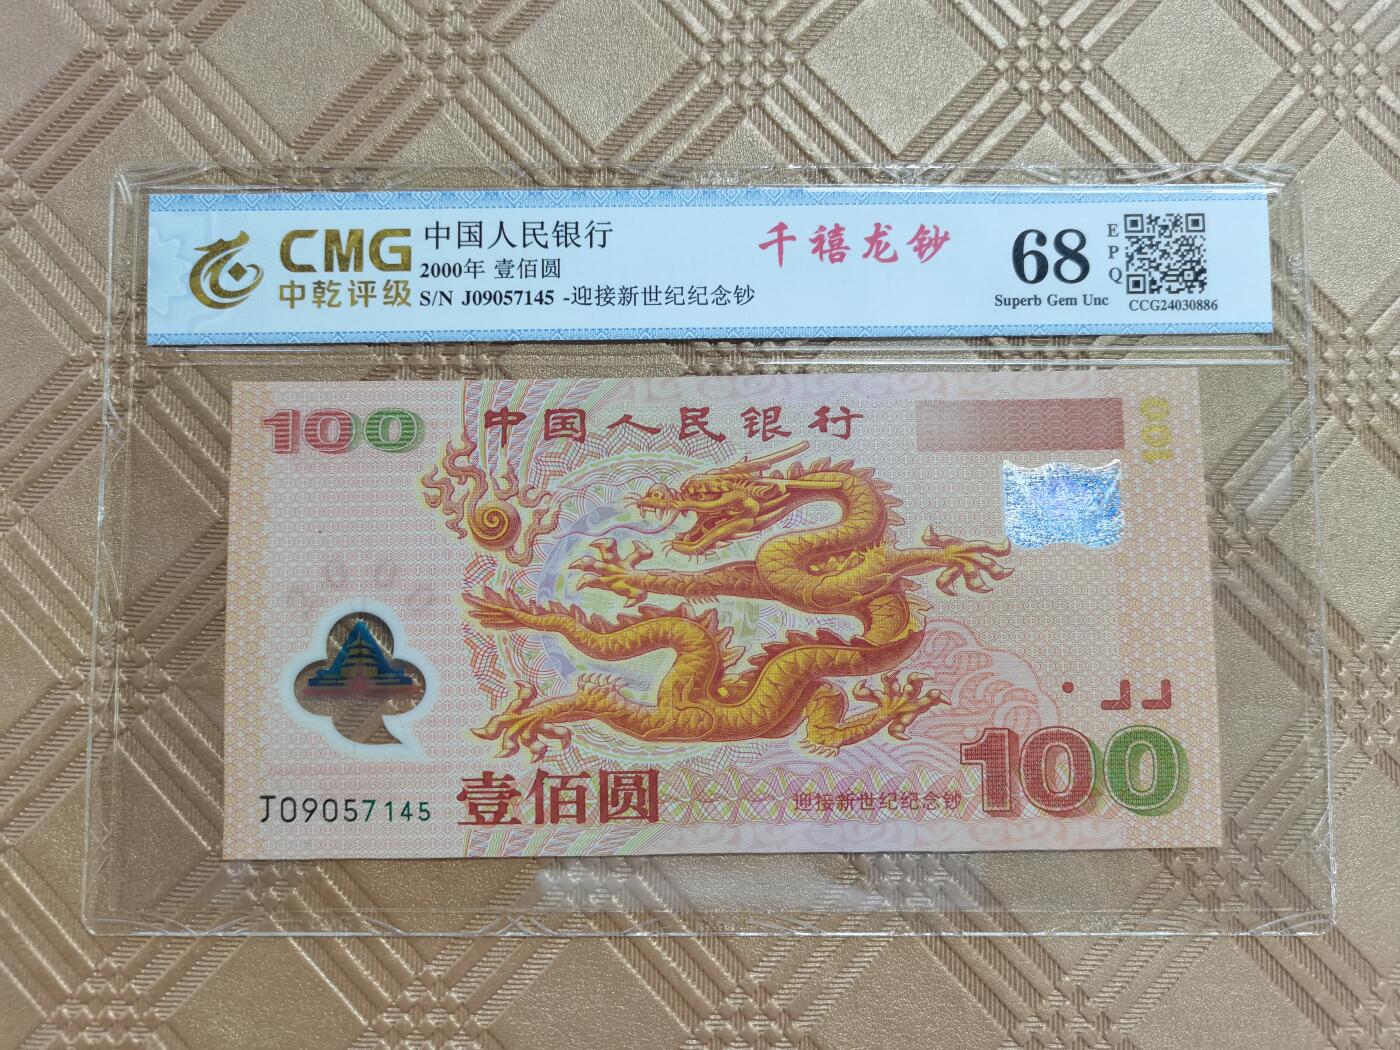 CMG
中乾评级
中国人民银行
2000年 壹佰圆
S/N J09057145 -迎接新世纪纪念钞
千禧龙钞
68
EPQ
Superb Gem Unc
CCG24030886
100
中国人民银行
100
J09057145
壹佰圆
迎接新世纪纪念钞
100